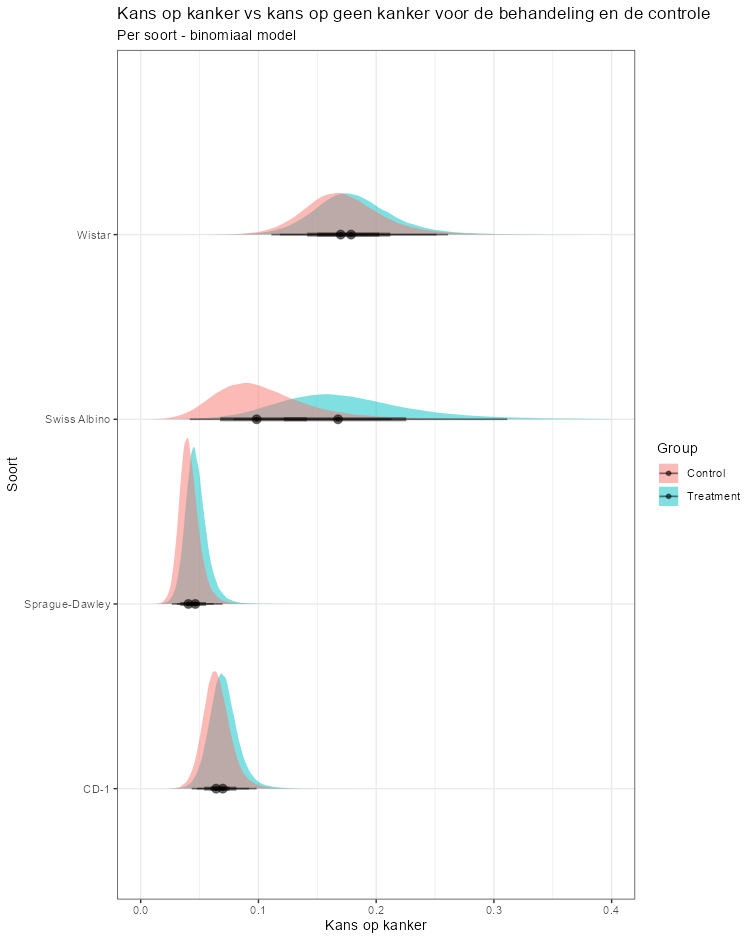 Kans op kanker vs kans op geen kanker voor de behandeling en de controle
Per soort - binomiaal model
Soort
Wistar
Swiss Albino
Sprague-Dawley
CD-1
0.0 0.1 0.2 0.3 0.4
Kans op kanker
Group
Control
Treatment